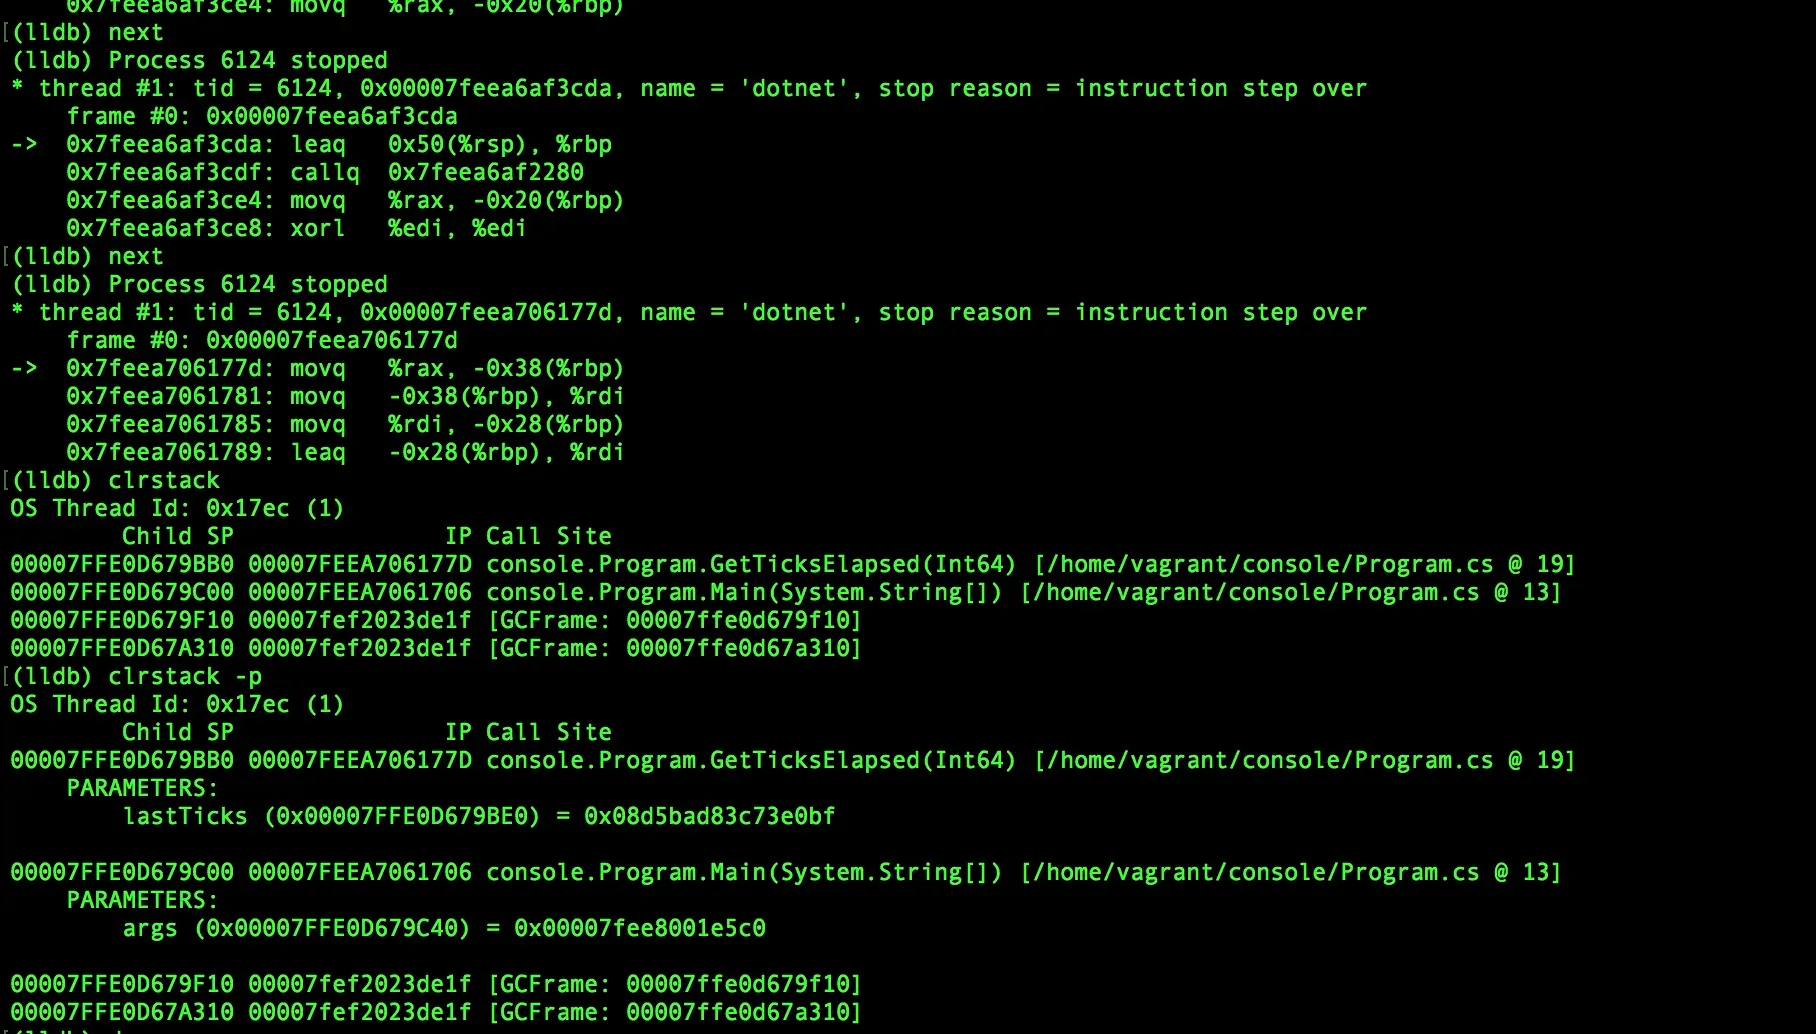 0x7feea6af3ce4: movq   %rax, -0x20(%rbp)
[(lldb) next
(lldb) Process 6124 stopped
* thread #1: tid = 6124, 0x00007feea6af3cda, name = 'dotnet', stop reason = instruction step over
    frame #0: 0x00007feea6af3cda
->  0x7feea6af3cda: leaq   0x50(%rsp), %rbp
    0x7feea6af3cdf: callq  0x7feea6af2280
    0x7feea6af3ce4: movq   %rax, -0x20(%rbp)
    0x7feea6af3ce8: xorl   %edi, %edi
[(lldb) next
(lldb) Process 6124 stopped
* thread #1: tid = 6124, 0x00007feea706177d, name = 'dotnet', stop reason = instruction step over
    frame #0: 0x00007feea706177d
->  0x7feea706177d: movq   %rax, -0x38(%rbp)
    0x7feea7061781: movq   -0x38(%rbp), %rdi
    0x7feea7061785: movq   %rdi, -0x28(%rbp)
    0x7feea7061789: leaq   -0x28(%rbp), %rdi
[(lldb) clrstack
OS Thread Id: 0x17ec (1)
        Child SP               IP Call Site
00007FFE0D679BB0 00007FEEA706177D console.Program.GetTicksElapsed(Int64) [/home/vagrant/console/Program.cs @ 19]
00007FFE0D679C00 00007FEEA7061706 console.Program.Main(System.String[]) [/home/vagrant/console/Program.cs @ 13]
00007FFE0D679F10 00007fef2023de1f [GCFrame: 00007ffe0d679f10]
00007FFE0D67A310 00007fef2023de1f [GCFrame: 00007ffe0d67a310]
[(lldb) clrstack -p
OS Thread Id: 0x17ec (1)
        Child SP               IP Call Site
00007FFE0D679BB0 00007FEEA706177D console.Program.GetTicksElapsed(Int64) [/home/vagrant/console/Program.cs @ 19]
    PARAMETERS:
        lastTicks (0x00007FFE0D679BE0) = 0x08d5bad83c73e0bf
00007FFE0D679C00 00007FEEA7061706 console.Program.Main(System.String[]) [/home/vagrant/console/Program.cs @ 13]
    PARAMETERS:
        args (0x00007FFE0D679C40) = 0x00007fee8001e5c0
00007FFE0D679F10 00007fef2023de1f [GCFrame: 00007ffe0d679f10]
00007FFE0D67A310 00007fef2023de1f [GCFrame: 00007ffe0d67a310]